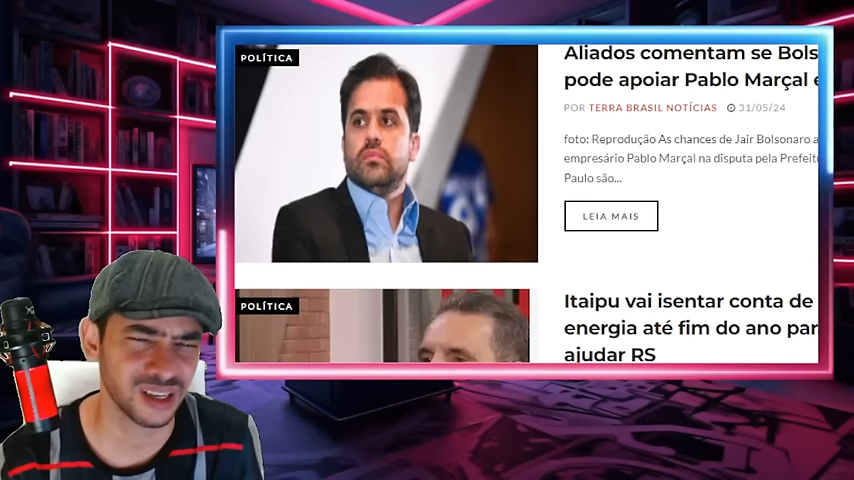 POLÍTICA
Aliados comentam se Bols
pode apoiar Pablo Marçal e
POR TERRA BRASIL NOTÍCIAS 31/05/24
foto: Reprodução As chances de Jair Bolsonaro a
empresário Pablo Marçal na disputa pela Prefeitu
Paulo são...
LEIA MAIS
POLÍTICA
Itaipu vai isentar conta de
energia até fim do ano par
ajudar RS